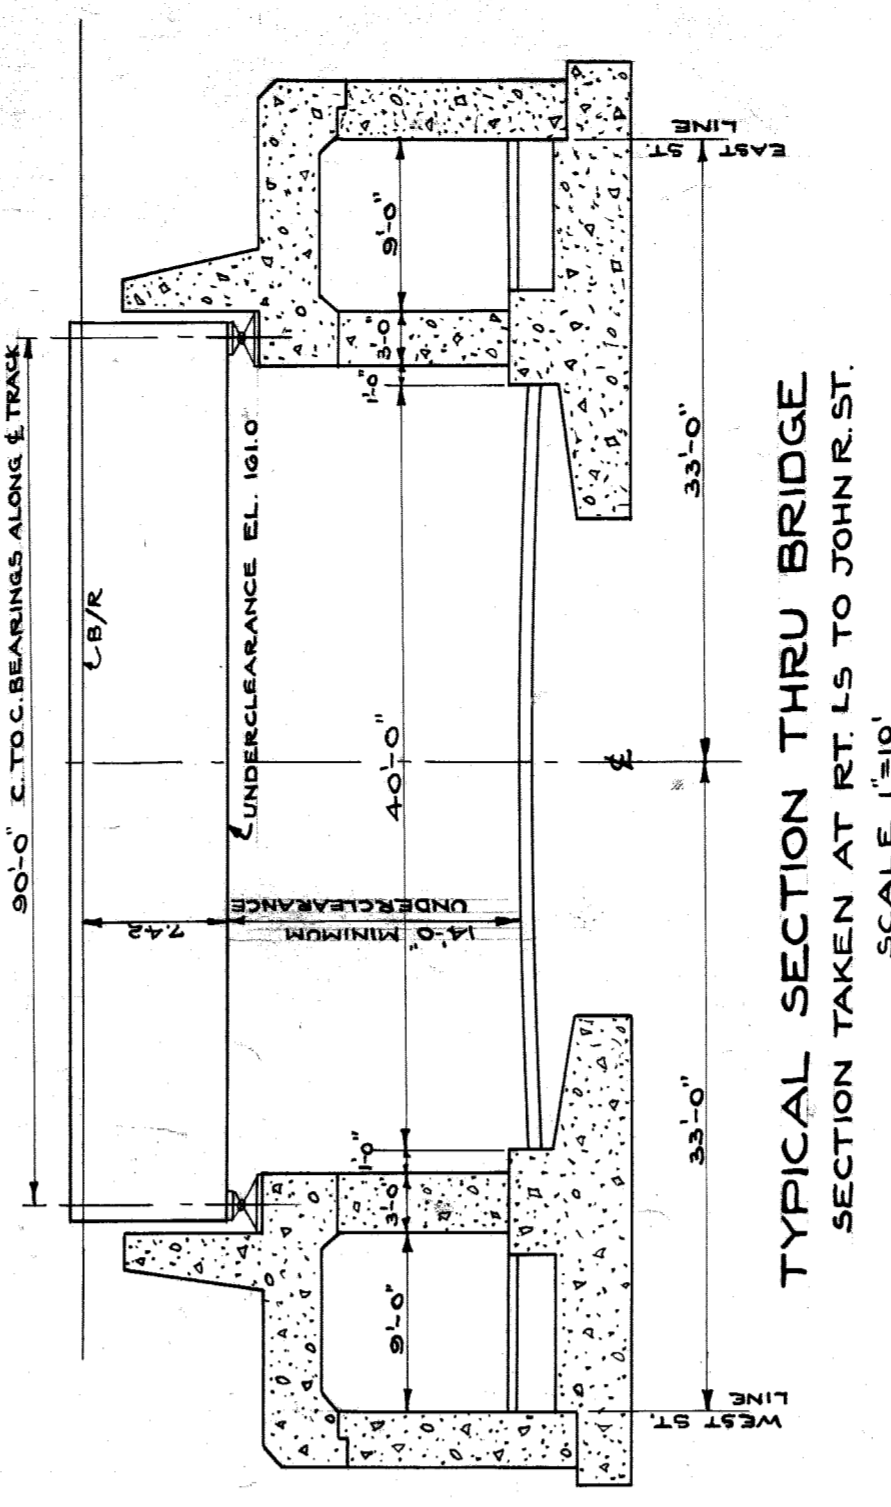 90'-0" C. TO C. BEARINGS ALONG ℄ TRACK
B/R
7.42
UNDERCLEARANCE EL. 161.0
14'-0" MINIMUM
UNDERCLEARANCE
9'-0"
3'-0"
1'-0"
40'-0"
1'-0"
3'-0"
9'-0"
℄
33'-0"
33'-0"
WEST ST.
LINE
EAST ST.
LINE
TYPICAL SECTION THRU BRIDGE
SECTION TAKEN AT RT. LS TO JOHN R. ST.
SCALE 1"=10'